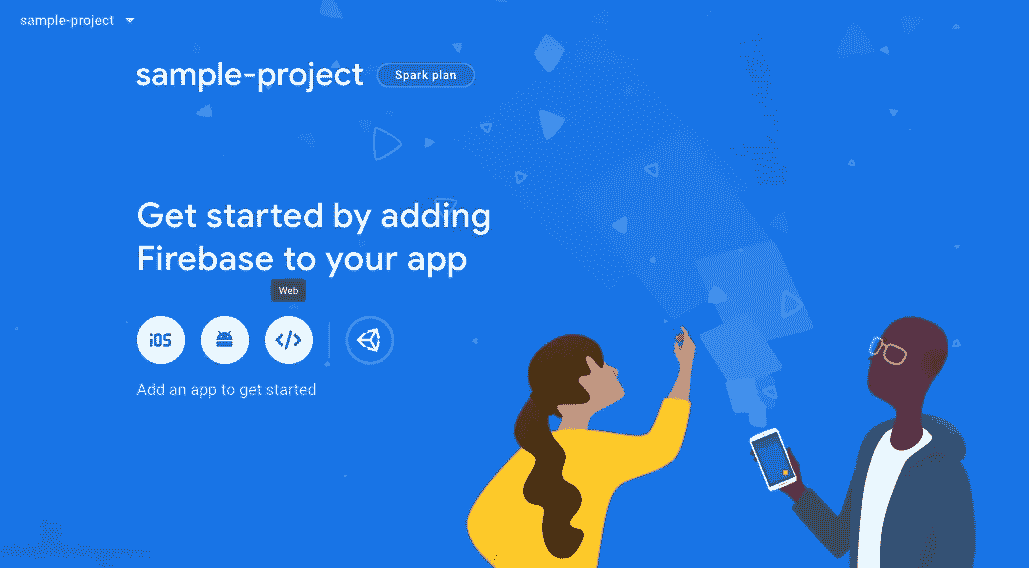 sample-project
sample-project Spark plan
Get started by adding
Firebase to your app
Web
iOS </>
Add an app to get started